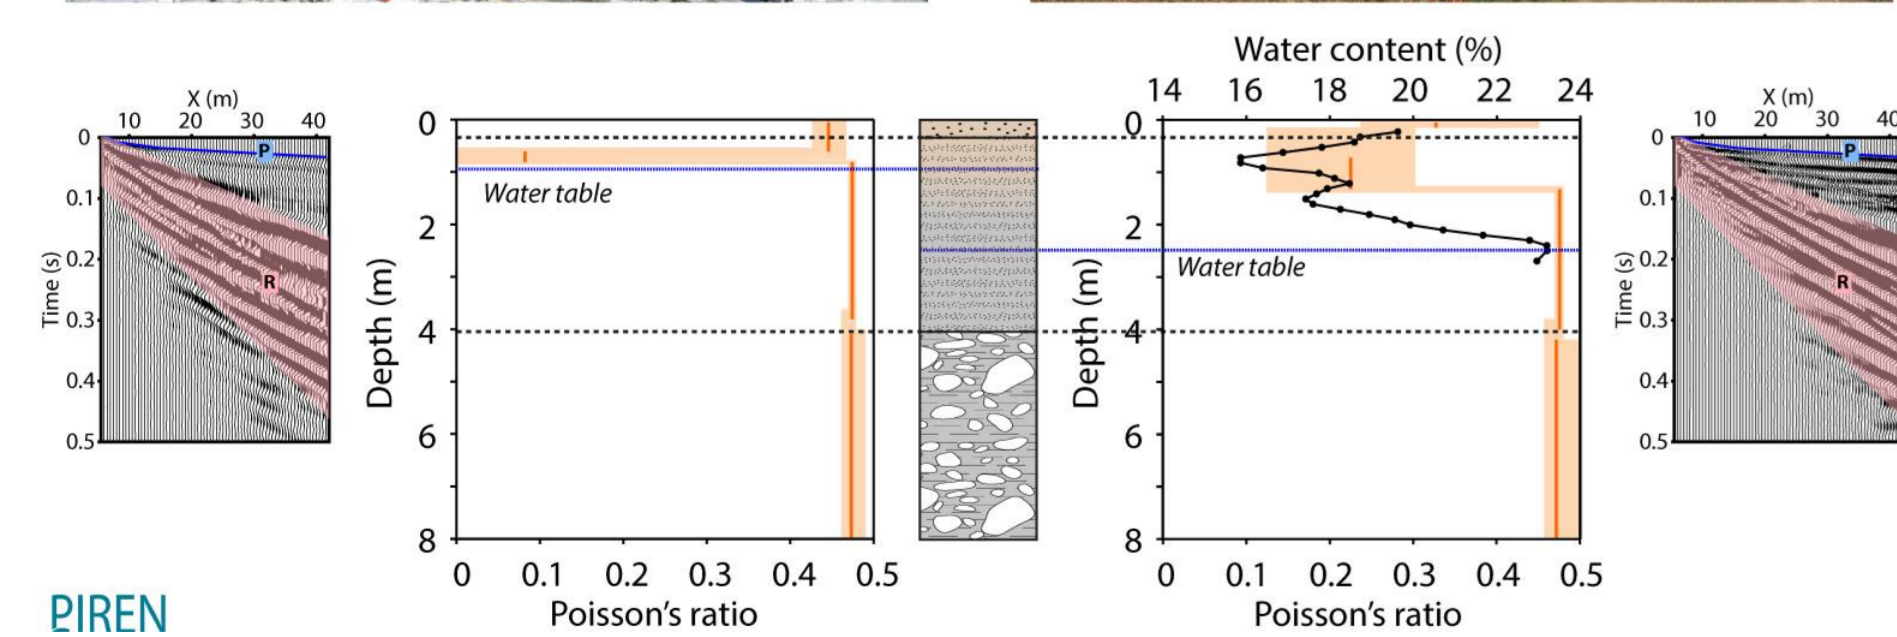 X (m)
10 20 30 40
Time (s)
0
0.1
0.2
0.3
0.4
0.5
P
R
Depth (m)
0
2
4
6
8
Water table
0 0.1 0.2 0.3 0.4 0.5
Poisson's ratio
Water content (%)
14 16 18 20 22 24
Depth (m)
0
2
4
6
8
Water table
0 0.1 0.2 0.3 0.4 0.5
Poisson's ratio
X (m)
10 20 30 40
Time (s)
0
0.1
0.2
0.3
0.4
0.5
P
R
PIREN